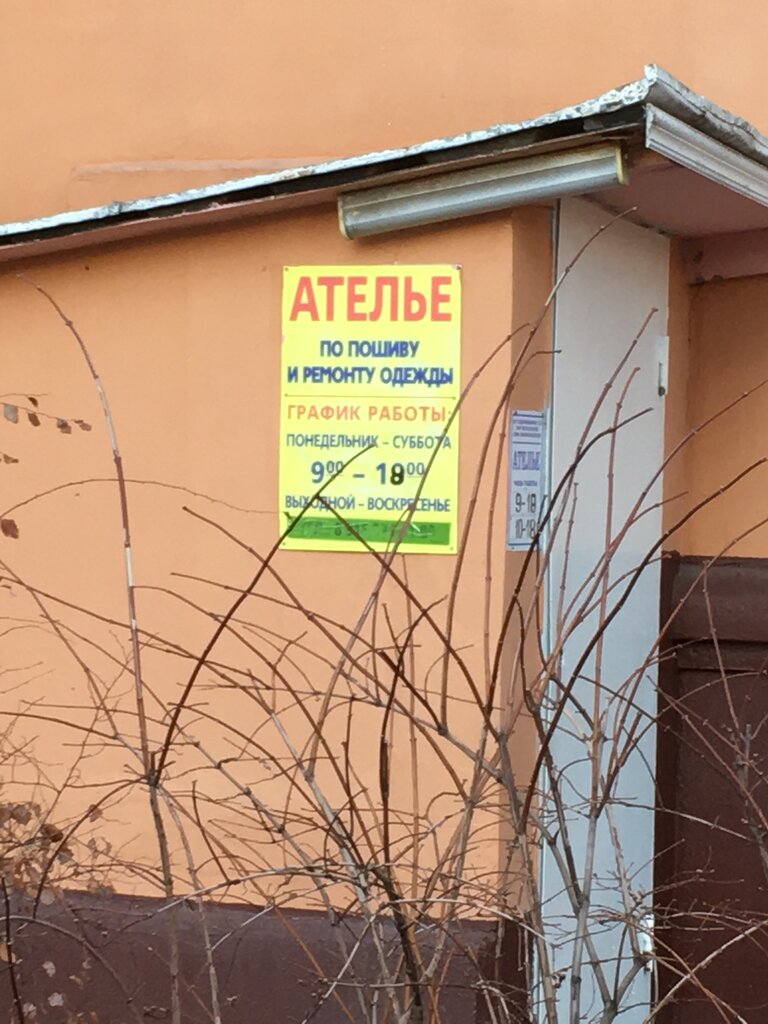 АТЕЛЬЕ
ПО ПОШИВУ
И РЕМОНТУ ОДЕЖДЫ
ГРАФИК РАБОТЫ:
ПОНЕДЕЛЬНИК - СУББОТА
9⁰⁰ - 18⁰⁰
ВЫХОДНОЙ - ВОСКРЕСЕНЬЕ
АТЕЛЬЕ
9-18
10-18